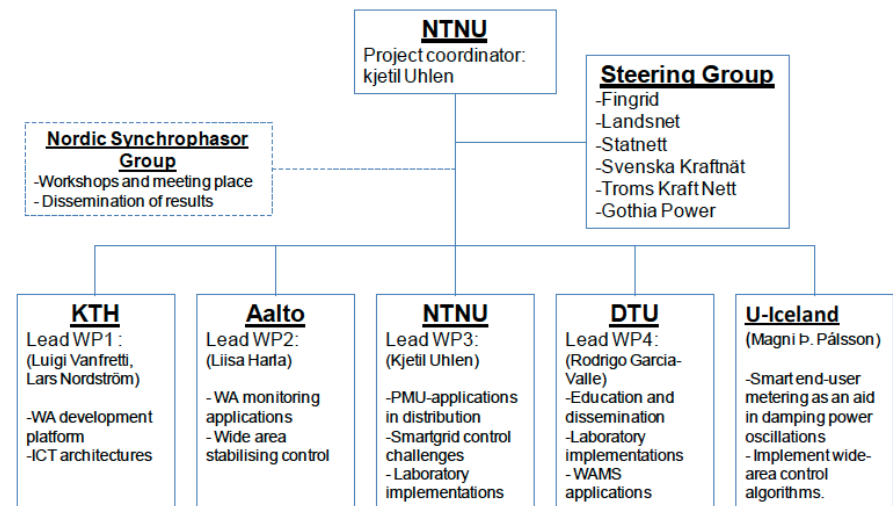 NTNU
Project coordinator:
kjetil Uhlen
Steering Group
-Fingrid
-Landsnet
-Statnett
-Svenska Kraftnät
-Troms Kraft Nett
-Gothia Power
Nordic Synchrophasor
Group
-Workshops and meeting place
- Dissemination of results
KTH
Lead WP1:
(Luigi Vanfretti,
Lars Nordström)
-WA development
platform
-ICT architectures
Aalto
Lead WP2:
(Liisa Harla)
- WA monitoring
applications
- Wide area
stabilising control
NTNU
Lead WP3:
(Kjetil Uhlen)
-PMU-applications
in distribution
-Smartgrid control
challenges
- Laboratory
implementations
DTU
Lead WP4:
(Rodrigo Garcia-
Valle)
-Education and
dissemination
-Laboratory
implementations
- WAMS
applications
U-Iceland
(Magni Þ. Pálsson)
-Smart end-user
metering as an aid
in damping power
oscillations
- Implement wide-
area control
algorithms.